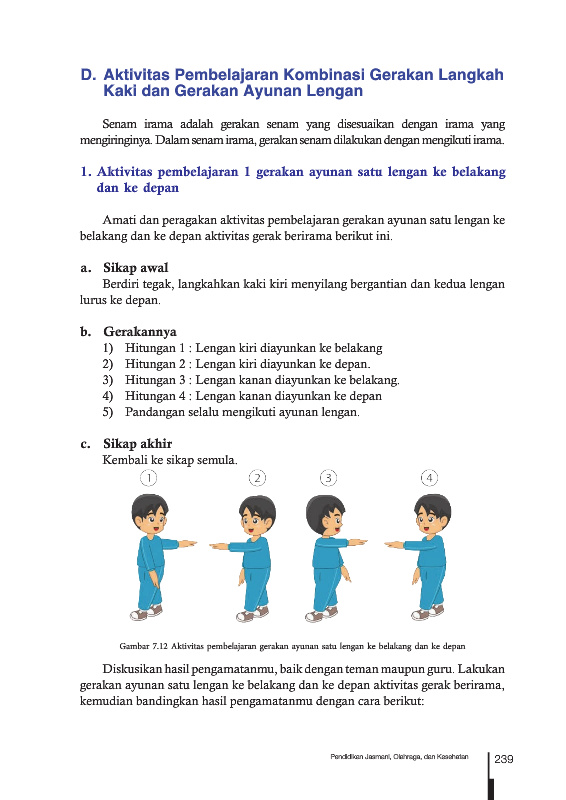 D. Aktivitas Pembelajaran Kombinasi Gerakan Langkah
Kaki dan Gerakan Ayunan Lengan
Senam irama adalah gerakan senam yang disesuaikan dengan irama yang
mengiringinya. Dalam senam irama, gerakan senam dilakukan dengan mengikuti irama.
1. Aktivitas pembelajaran 1 gerakan ayunan satu lengan ke belakang
dan ke depan
Amati dan peragakan aktivitas pembelajaran gerakan ayunan satu lengan ke
belakang dan ke depan aktivitas gerak berirama berikut ini.
a. Sikap awal
Berdiri tegak, langkahkan kaki kiri menyilang bergantian dan kedua lengan
lurus ke depan.
b. Gerakannya
1) Hitungan 1 : Lengan kiri diayunkan ke belakang
2) Hitungan 2 : Lengan kiri diayunkan ke depan.
3) Hitungan 3 : Lengan kanan diayunkan ke belakang.
4) Hitungan 4 : Lengan kanan diayunkan ke depan
5) Pandangan selalu mengikuti ayunan lengan.
c. Sikap akhir
Kembali ke sikap semula.
1 2 3 4
Gambar 7.12 Aktivitas pembelajaran gerakan ayunan satu lengan ke belakang dan ke depan
Diskusikan hasil pengamatanmu, baik dengan teman maupun guru. Lakukan
gerakan ayunan satu lengan ke belakang dan ke depan aktivitas gerak berirama,
kemudian bandingkan hasil pengamatanmu dengan cara berikut:
Pendidikan Jasmani, Olahraga, dan Kesehatan 239